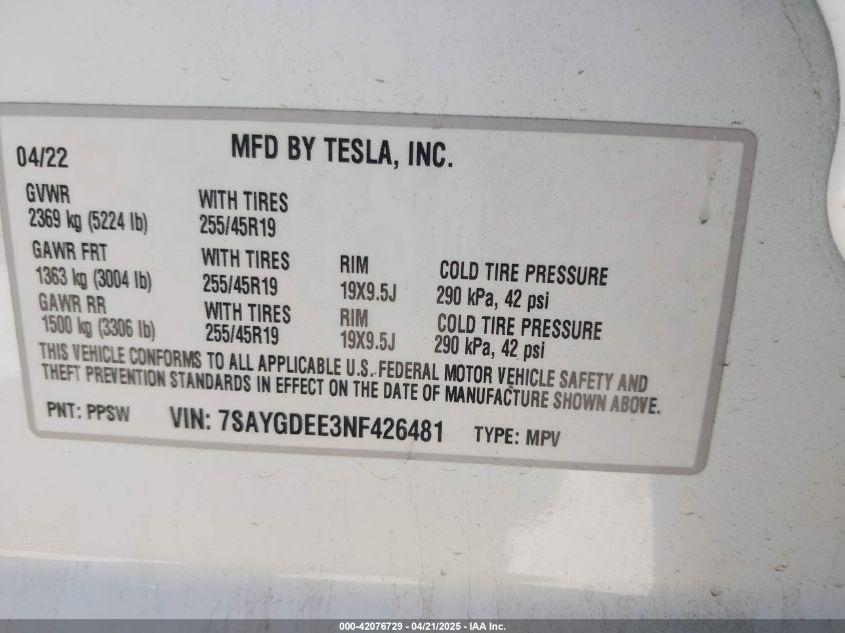 MFD BY TESLA, INC.
04/22
GVWR WITH TIRES
2369 kg (5224 lb) 255/45R19
GAWR FRT WITH TIRES RIM COLD TIRE PRESSURE
1363 kg (3004 lb) 255/45R19 19X9.5J 290 kPa, 42 psi
GAWR RR WITH TIRES RIM COLD TIRE PRESSURE
1500 kg (3306 lb) 255/45R19 19X9.5J 290 kPa, 42 psi
THIS VEHICLE CONFORMS TO ALL APPLICABLE U.S. FEDERAL MOTOR VEHICLE SAFETY AND
THEFT PREVENTION STANDARDS IN EFFECT ON THE DATE OF MANUFACTURE SHOWN ABOVE.
PNT: PPSW VIN: 7SAYGDEE3NF426481 TYPE: MPV
000-42076729 - 04/21/2025 - IAA Inc.